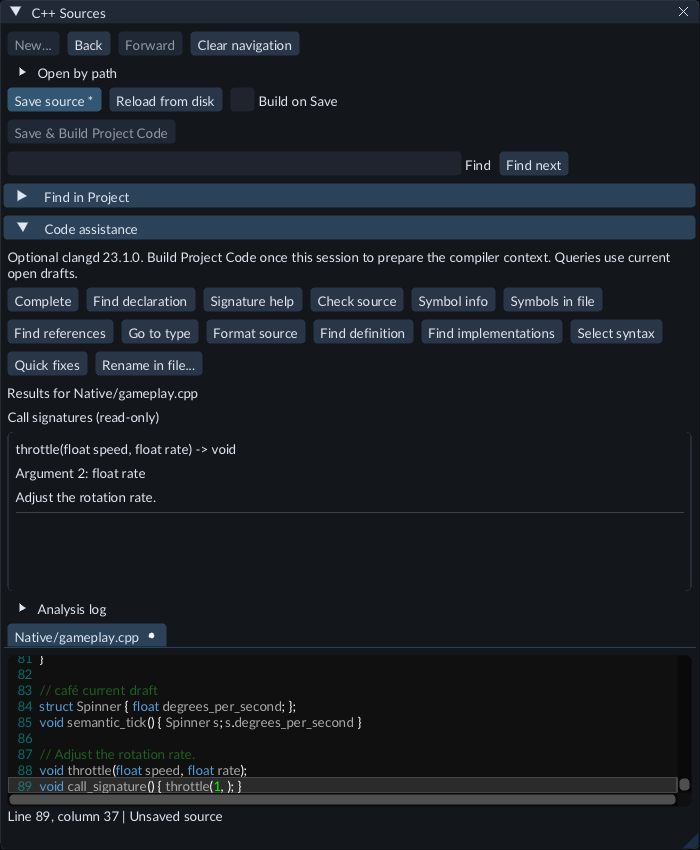 C++ Sources
New... Back Forward Clear navigation
Open by path
Save source * Reload from disk Build on Save
Save & Build Project Code
Find Find next
Find in Project
Code assistance
Optional clangd 23.1.0. Build Project Code once this session to prepare the compiler context. Queries use current
open drafts.
Complete Find declaration Signature help Check source Symbol info Symbols in file
Find references Go to type Format source Find definition Find implementations Select syntax
Quick fixes Rename in file...
Results for Native/gameplay.cpp
Call signatures (read-only)
throttle(float speed, float rate) -> void
Argument 2: float rate
Adjust the rotation rate.
Analysis log
Native/gameplay.cpp
81 }
82
83 // café current draft
84 struct Spinner { float degrees_per_second; };
85 void semantic_tick() { Spinner s; s.degrees_per_second }
86
87 // Adjust the rotation rate.
88 void throttle(float speed, float rate);
89 void call_signature() { throttle(1, ); }
Line 89, column 37 | Unsaved source